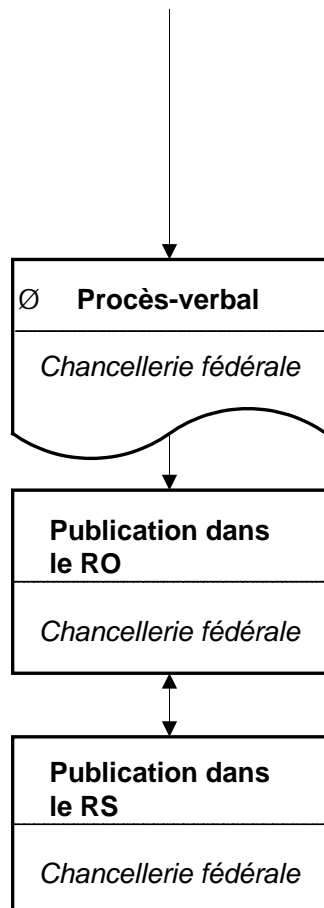 Ø Procès-verbal
Chancellerie fédérale
Publication dans
le RO
Chancellerie fédérale
Publication dans
le RS
Chancellerie fédérale